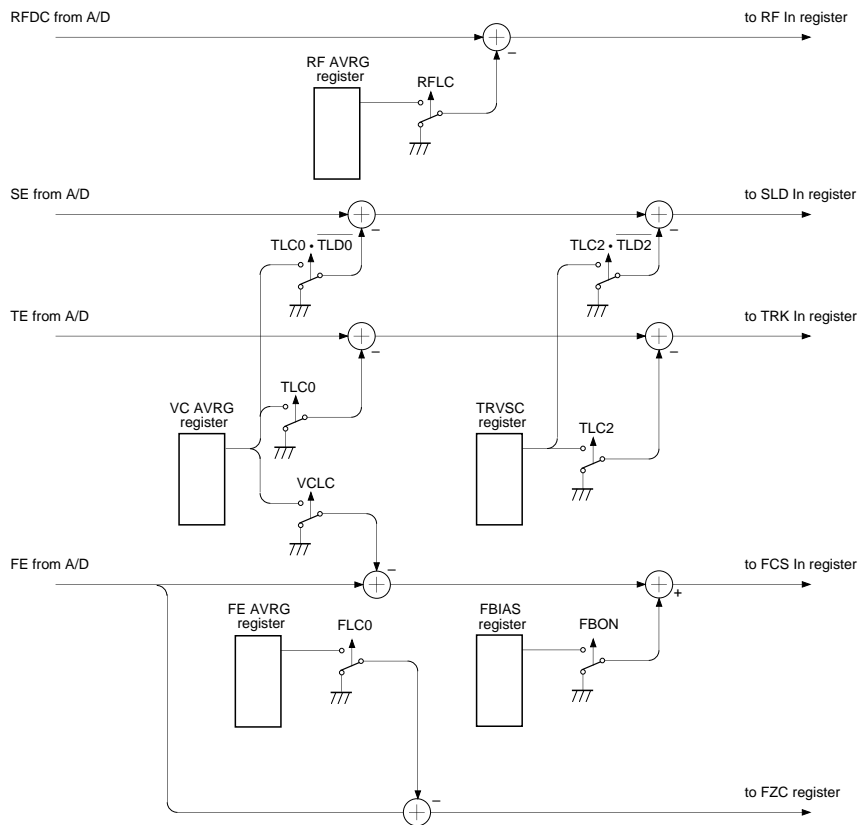 RFDC from A/D
to RF In register
RF AVRG
register
RFLC
−
SE from A/D
to SLD In register
−
−
TLC0 • T̅L̅D̅0̅
TLC2 • T̅L̅D̅2̅
TE from A/D
to TRK In register
−
−
TLC0
VC AVRG
register
TRVSC
register
TLC2
VCLC
−
FE from A/D
to FCS In register
+
FE AVRG
register
FLC0
FBIAS
register
FBON
−
to FZC register